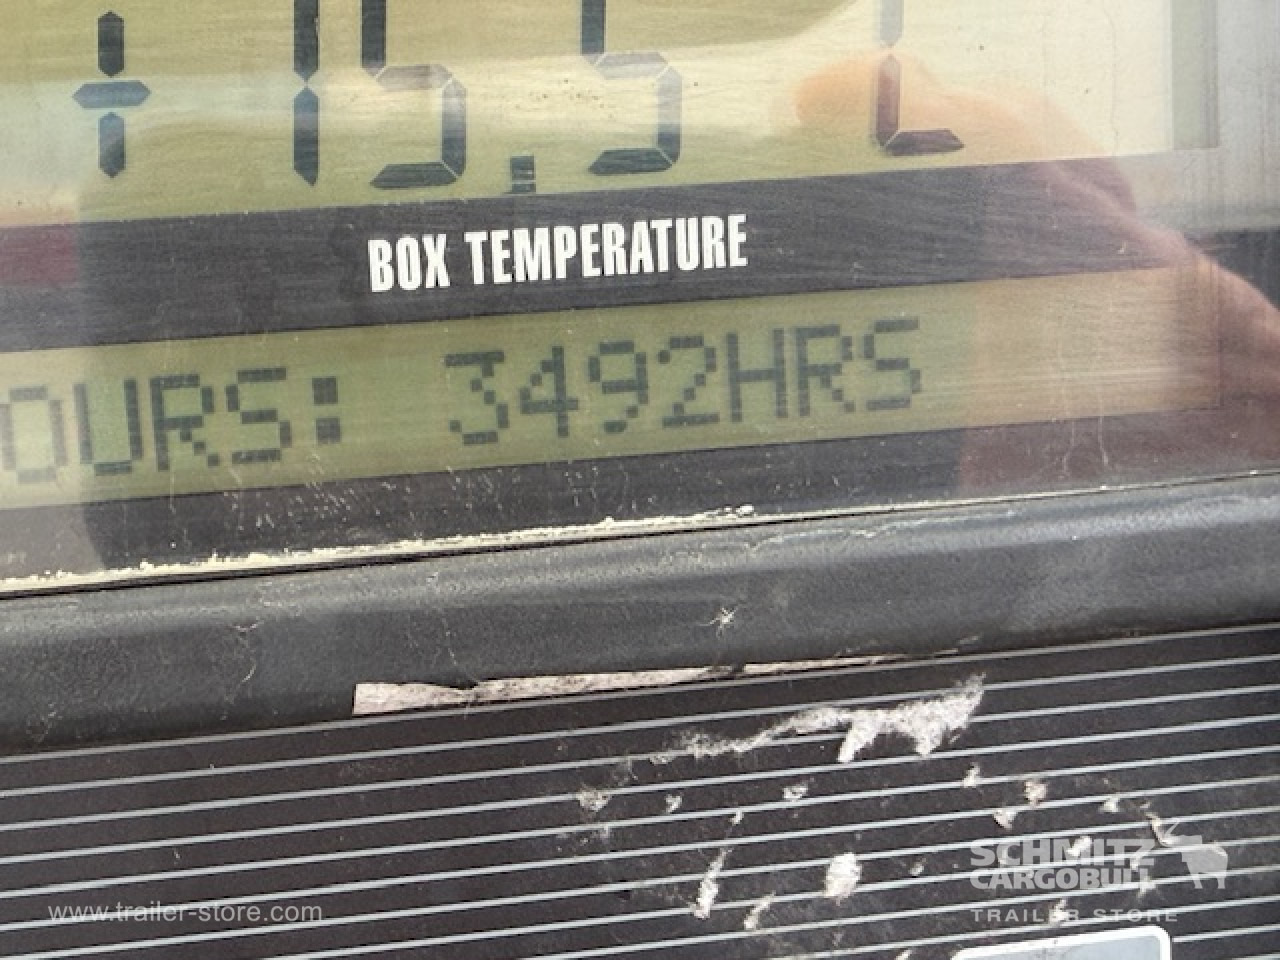 +15.5 C
BOX TEMPERATURE
OURS: 3492HRS
SCHMITZ
CARGOBULL
www.trailer-store.com
TRAILER STORE